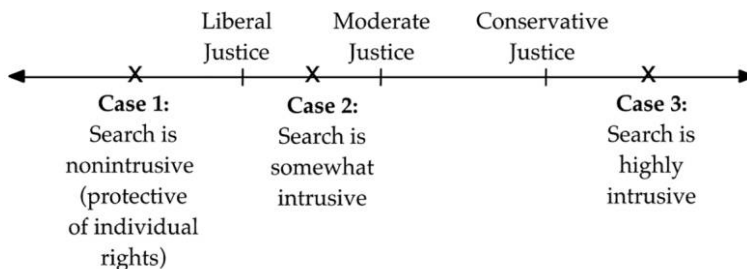 Liberal Justice
Moderate Justice
Conservative Justice
X
X
X
Case 1:
Search is
nonintrusive
(protective
of individual
rights)
Case 2:
Search is
somewhat
intrusive
Case 3:
Search is
highly
intrusive